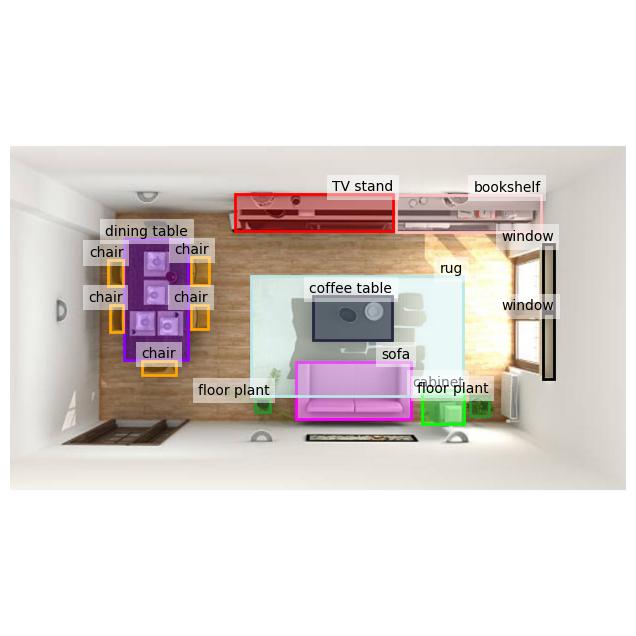 TV stand
bookshelf
dining table
window
chair
chair
rug
coffee table
chair
chair
window
chair
sofa
cabinet
floor plant
floor plant